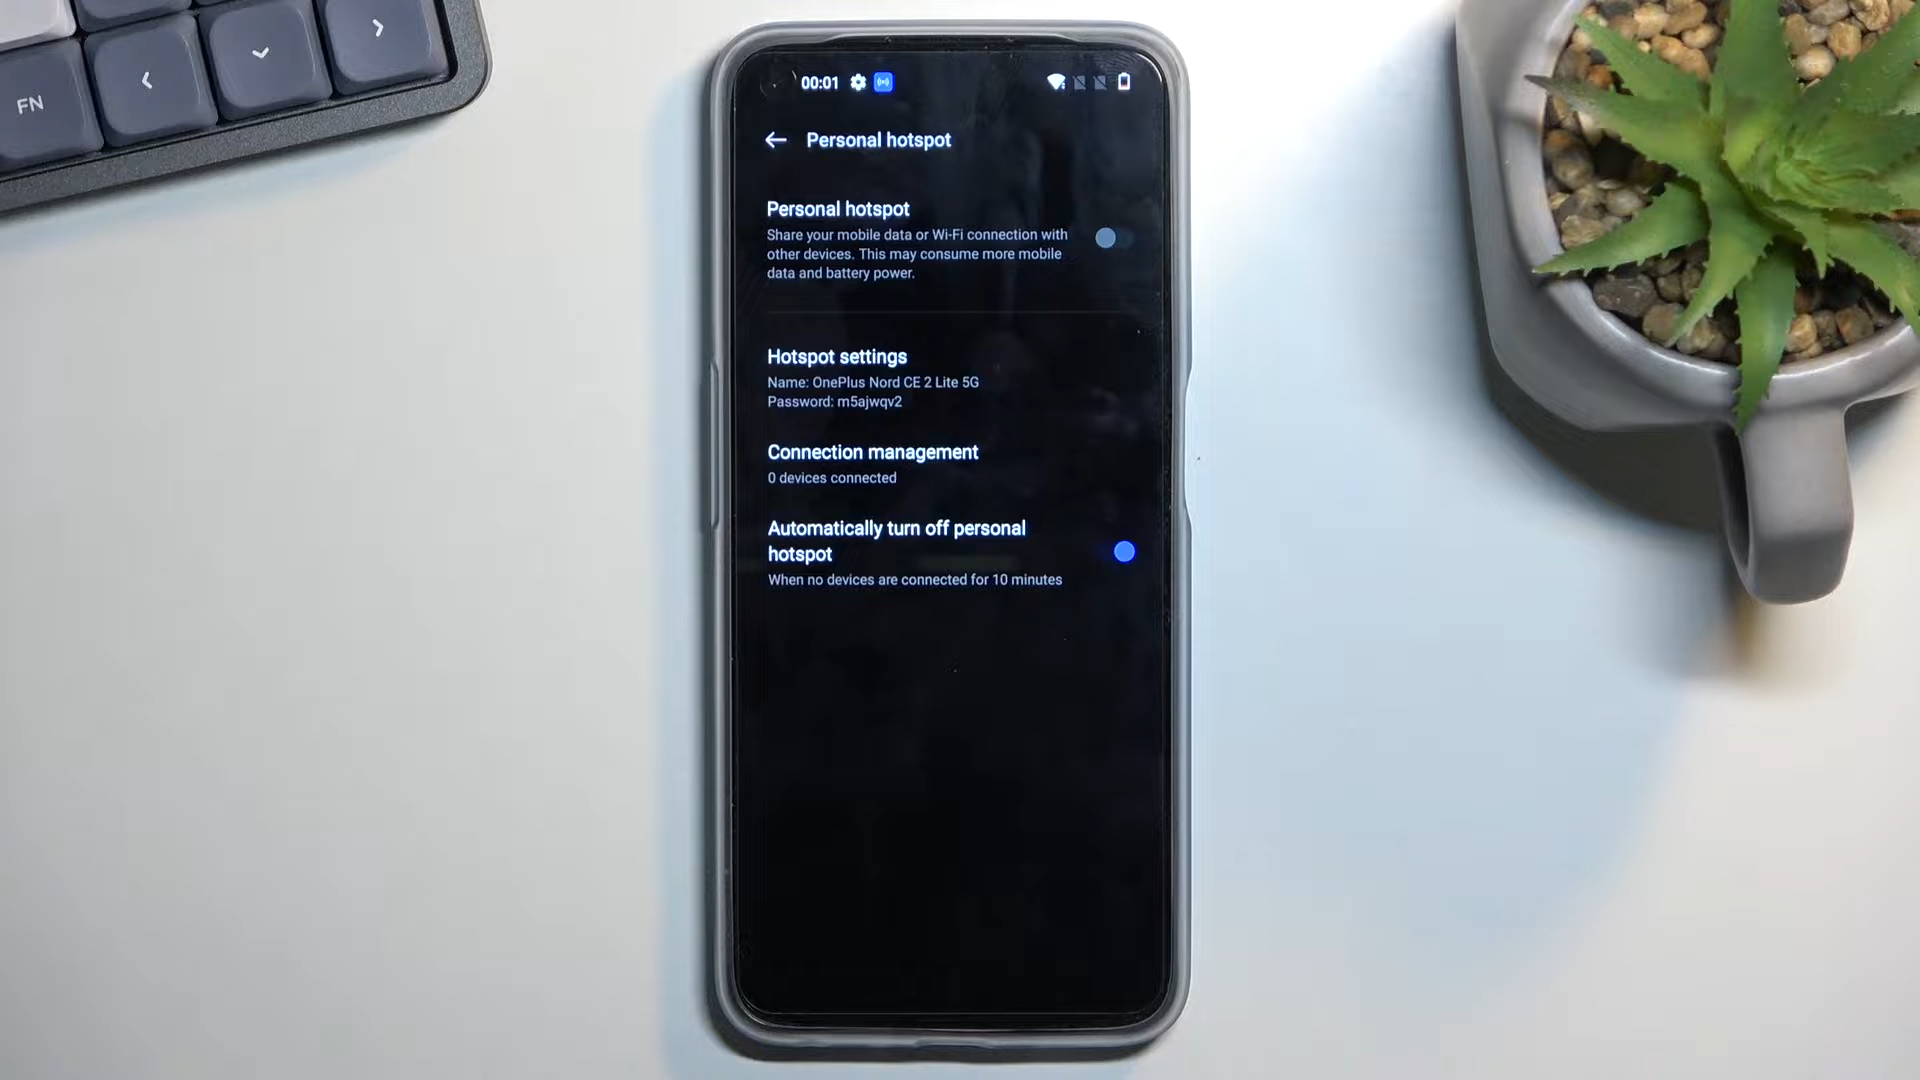 FN
00:01
Personal hotspot
Personal hotspot
Share your mobile data or Wi-Fi connection with
other devices. This may consume more mobile
data and battery power.
Hotspot settings
Name: OnePlus Nord CE 2 Lite 5G
Password: m5ajwqv2
Connection management
0 devices connected
Automatically turn off personal
hotspot
When no devices are connected for 10 minutes